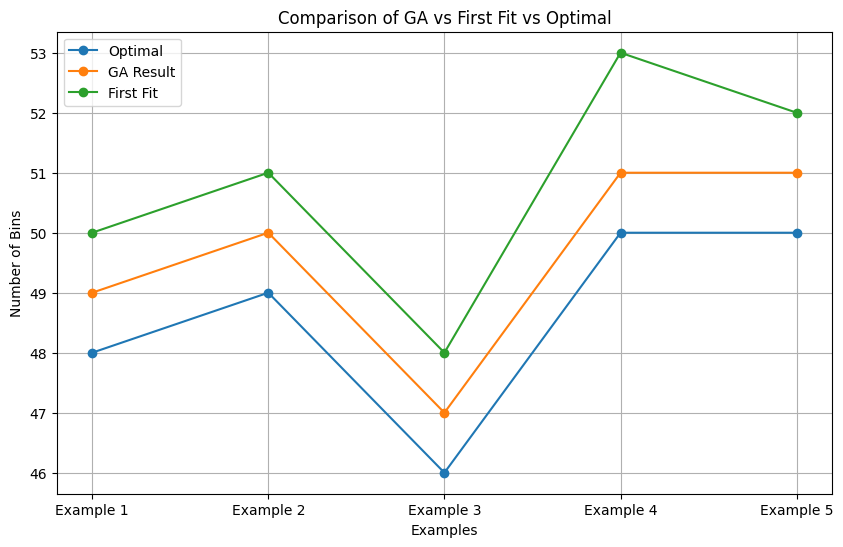 Comparison of GA vs First Fit vs Optimal
Optimal
GA Result
First Fit
53
52
51
50
49
48
47
46
Number of Bins
Example 1
Example 2
Example 3
Example 4
Example 5
Examples